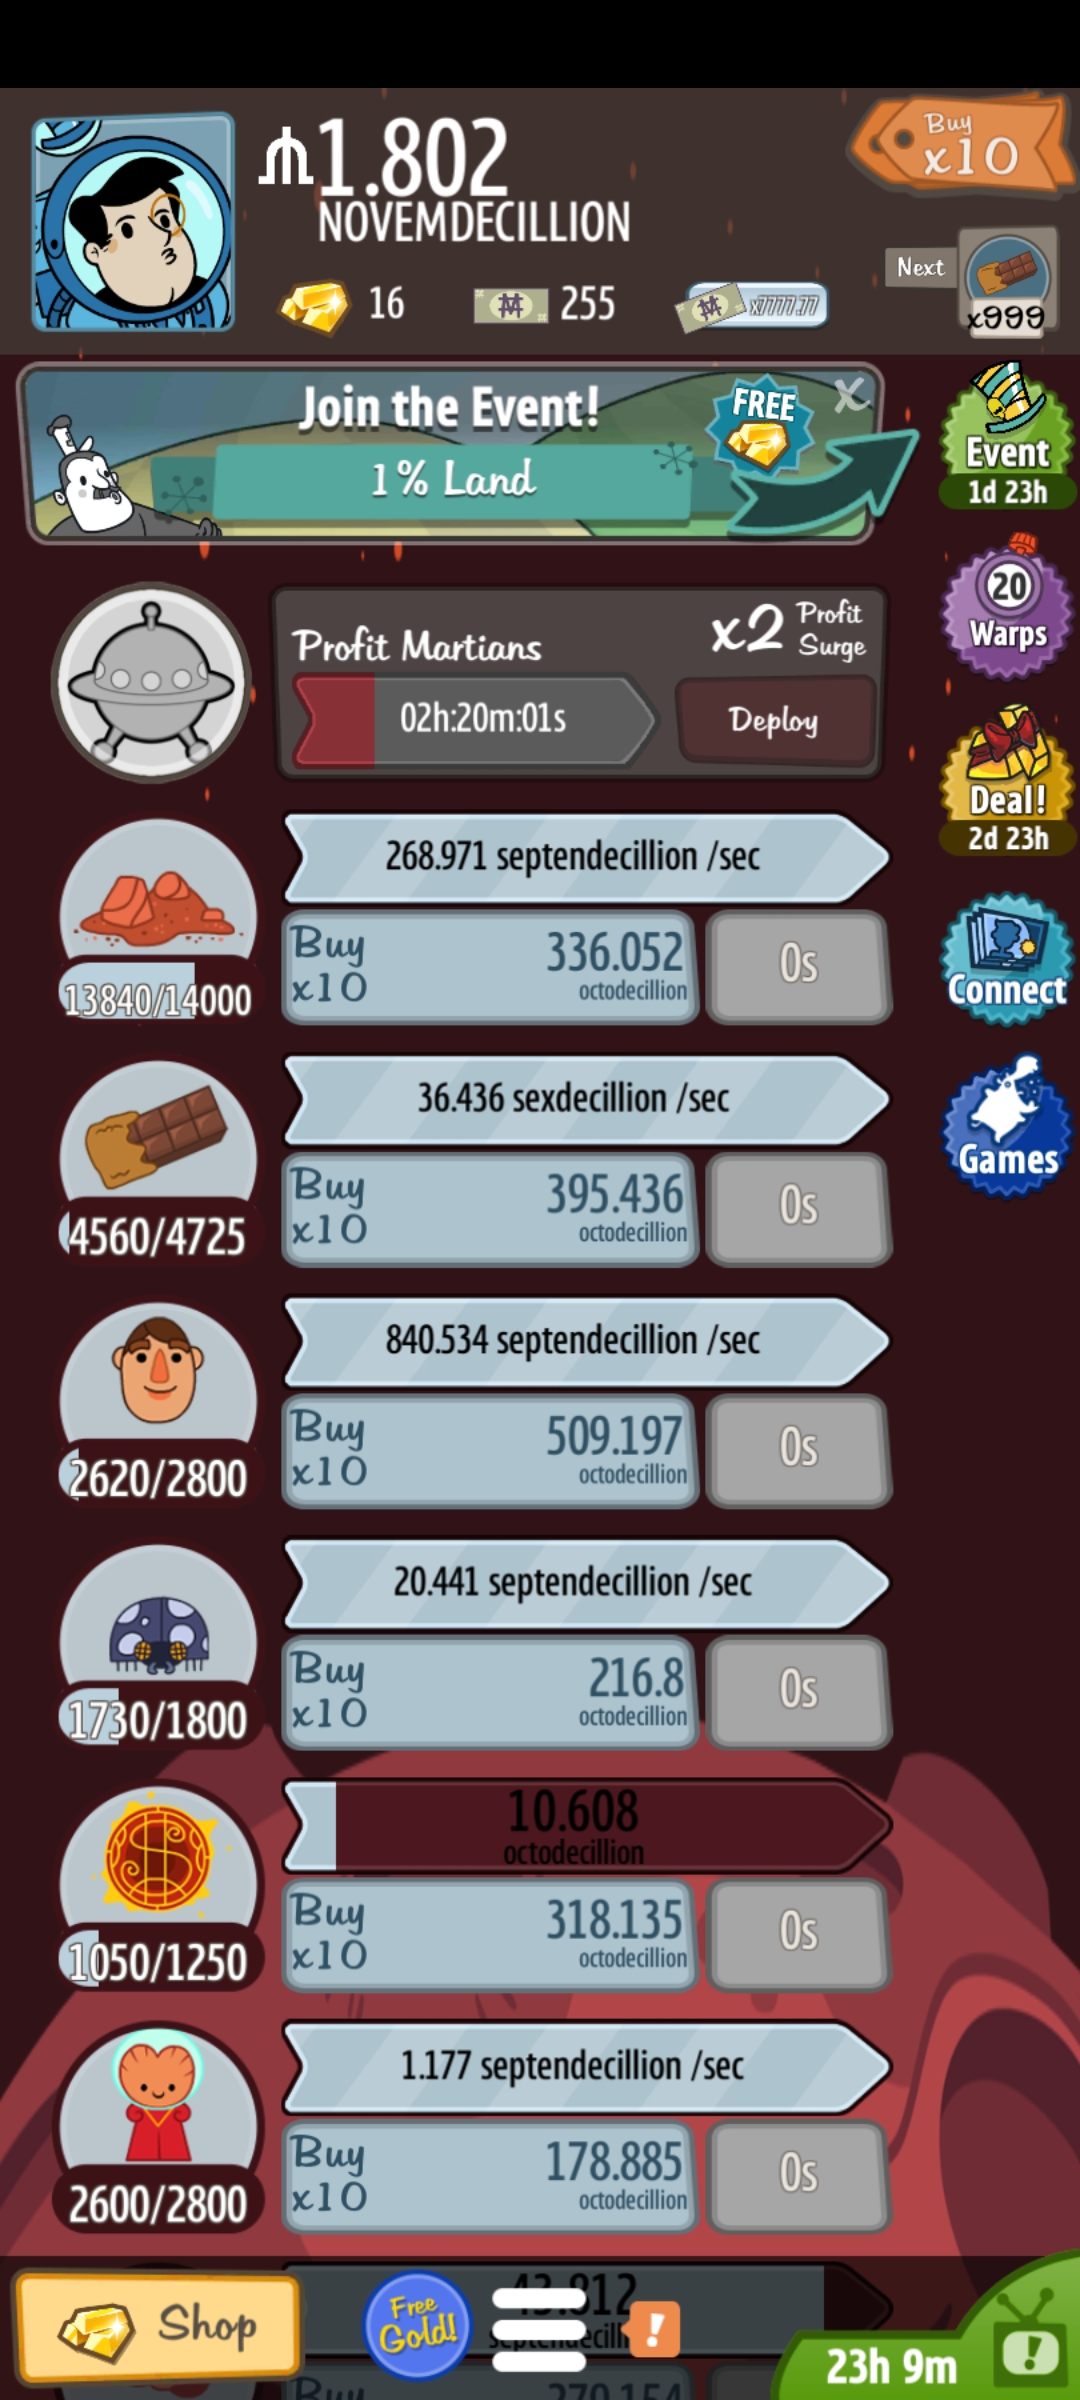 1.802
NOVEMDECILLION
Buy
x10
16
255
x7777.77
Next
x999
Join the Event!
1% Land
FREE
X
Event
1d 23h
20
Warps
Profit Martians
x2 Profit Surge
02h:20m:01s
Deploy
Deal!
2d 23h
268.971 septendecillion /sec
Buy x10
336.052
octodecillion
0s
13840/14000
Connect
36.436 sexdecillion /sec
Buy x10
395.436
octodecillion
0s
4560/4725
Games
840.534 septendecillion /sec
Buy x10
509.197
octodecillion
0s
2620/2800
20.441 septendecillion /sec
Buy x10
216.8
octodecillion
0s
1730/1800
10.608
octodecillion
Buy x10
318.135
octodecillion
0s
1050/1250
1.177 septendecillion /sec
Buy x10
178.885
octodecillion
0s
2600/2800
Shop
Free Gold!
43.812
!
23h 9m
!
Buy